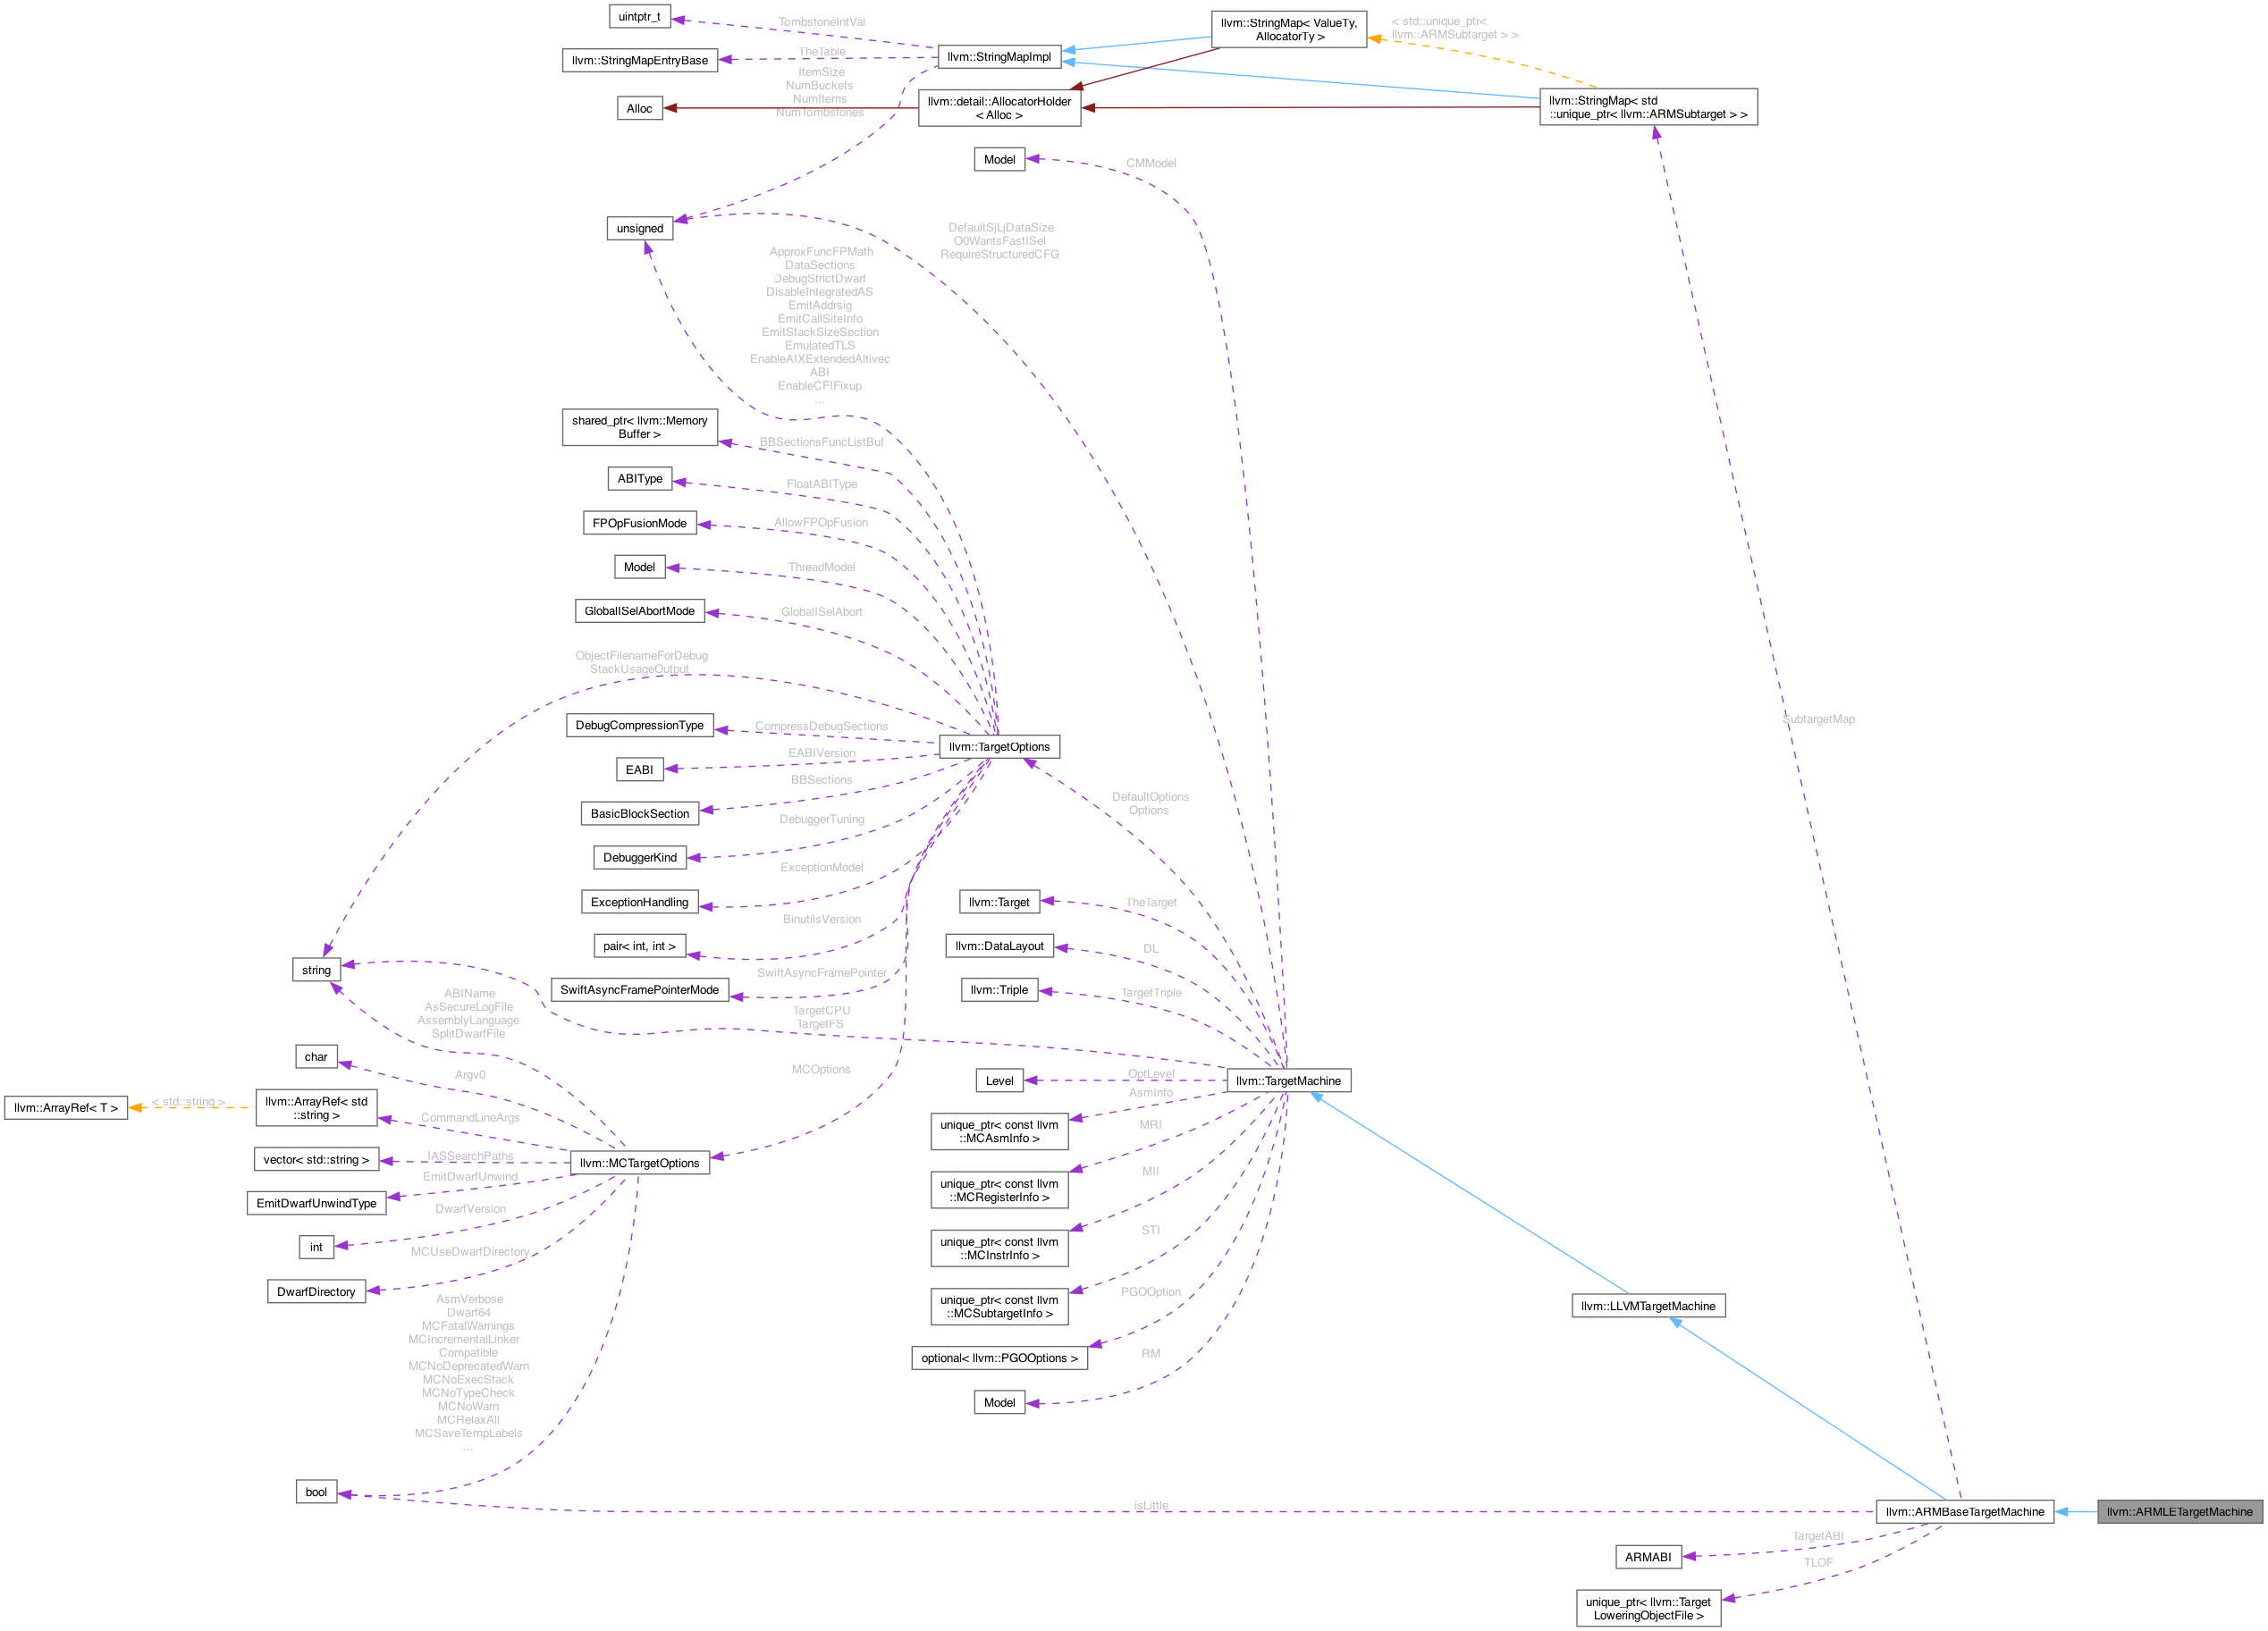 uintptr_t
TombstoneIntVal
llvm::StringMap< ValueTy,
AllocatorTy >
< std::unique_ptr<
llvm::ARMSubtarget > >
llvm::StringMapEntryBase
TheTable
llvm::StringMapImpl
ItemSize
NumBuckets
NumItems
NumTombstones
Alloc
llvm::detail::AllocatorHolder
< Alloc >
llvm::StringMap< std
::unique_ptr< llvm::ARMSubtarget > >
Model
CMModel
unsigned
DefaultSjLjDataSize
O0WantsFastISel
RequireStructuredCFG
ApproxFuncFPMath
DataSections
DebugStrictDwarf
DisableIntegratedAS
EmitAddrsig
EmitCallSiteInfo
EmitStackSizeSection
EmulatedTLS
EnableAIXExtendedAltivec
ABI
EnableCFIFixup
...
shared_ptr< llvm::Memory
Buffer >
BBSectionsFuncListBuf
ABIType
FloatABIType
FPOpFusionMode
AllowFPOpFusion
Model
ThreadModel
GlobalISelAbortMode
GlobalISelAbort
ObjectFilenameForDebug
StackUsageOutput
DebugCompressionType
CompressDebugSections
llvm::TargetOptions
SubtargetMap
EABI
EABIVersion
BasicBlockSection
BBSections
DefaultOptions
Options
DebuggerKind
DebuggerTuning
ExceptionHandling
ExceptionModel
llvm::Target
TheTarget
pair< int, int >
BinutilsVersion
llvm::DataLayout
DL
string
SwiftAsyncFramePointerMode
SwiftAsyncFramePointer
llvm::Triple
TargetTriple
ABIName
AsSecureLogFile
AssemblyLanguage
SplitDwarfFile
TargetCPU
TargetFS
char
Argv0
MCOptions
Level
OptLevel
llvm::TargetMachine
llvm::ArrayRef< T >
< std::string >
llvm::ArrayRef< std
::string >
CommandLineArgs
AsmInfo
unique_ptr< const llvm
::MCAsmInfo >
vector< std::string >
IASSearchPaths
llvm::MCTargetOptions
MRI
unique_ptr< const llvm
::MCRegisterInfo >
EmitDwarfUnwindType
EmitDwarfUnwind
MII
unique_ptr< const llvm
::MCInstrInfo >
int
DwarfVersion
STI
unique_ptr< const llvm
::MCSubtargetInfo >
DwarfDirectory
MCUseDwarfDirectory
PGOOption
optional< llvm::PGOOptions >
llvm::LLVMTargetMachine
AsmVerbose
Dwarf64
MCFatalWarnings
MCIncrementalLinker
Compatible
MCNoDeprecatedWarn
MCNoExecStack
MCNoTypeCheck
MCNoWarn
MCRelaxAll
MCSaveTempLabels
...
RM
Model
bool
isLittle
llvm::ARMBaseTargetMachine
llvm::ARMLETargetMachine
ARMABI
TargetABI
TLOF
unique_ptr< llvm::Target
LoweringObjectFile >